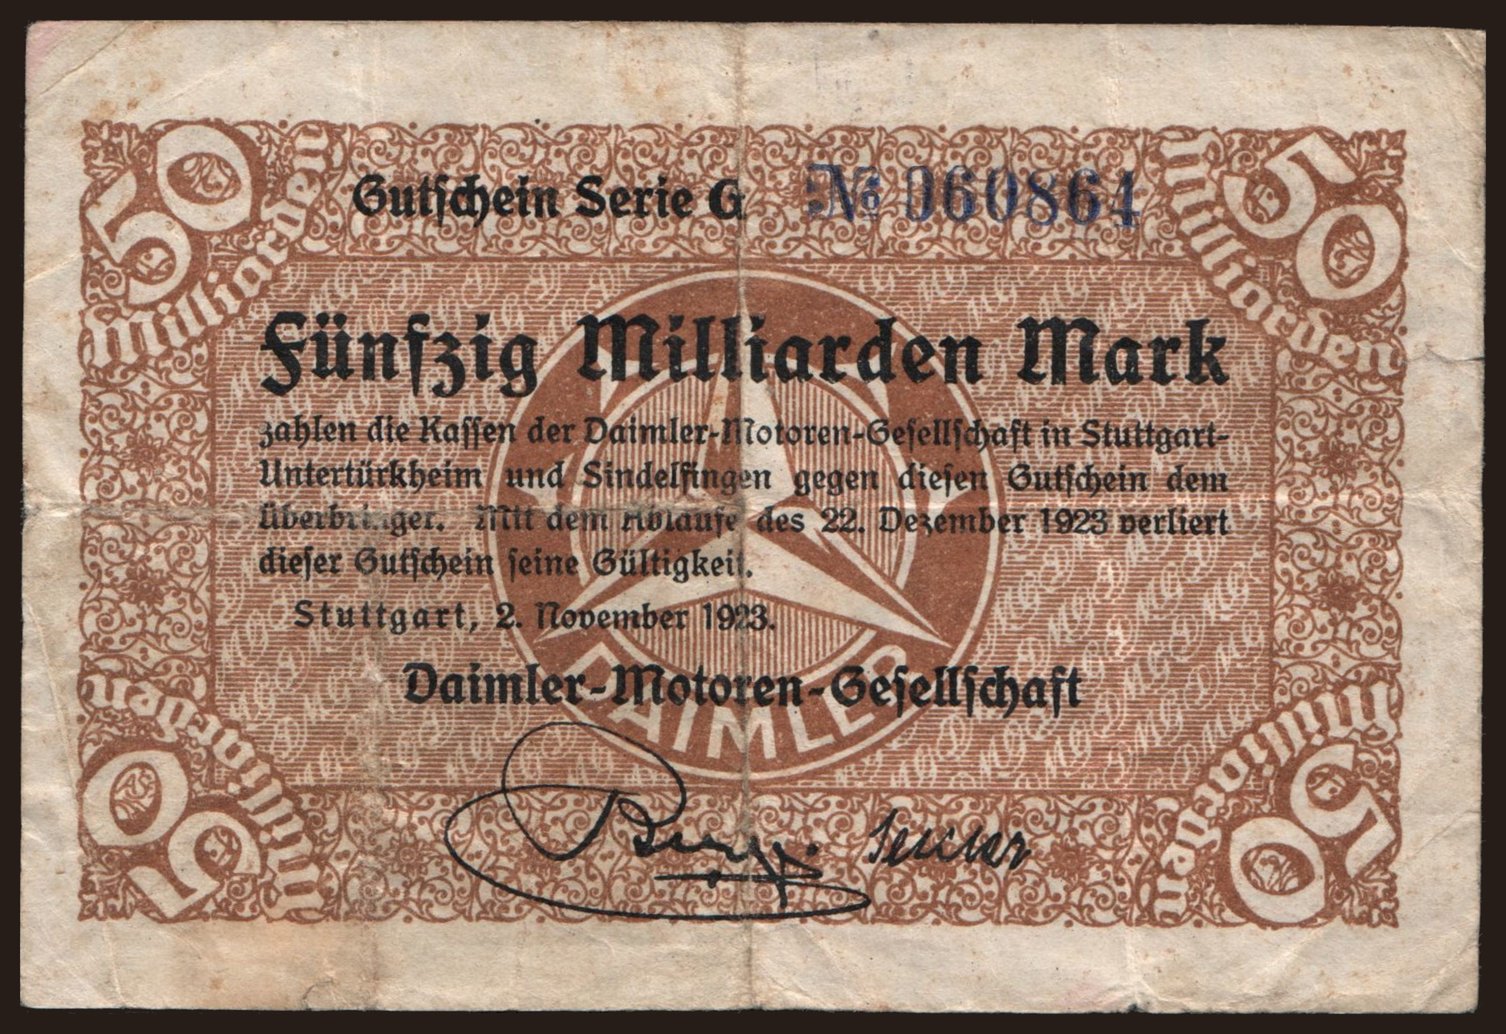 50 Milliarden
50 Milliarden
Gutschein Serie G № 060864
Fünfzig Milliarden Mark
zahlen die Kassen der Daimler-Motoren-Gesellschaft in Stuttgart-
Untertürkheim und Sindelfingen gegen diesen Gutschein dem
Überbringer. Mit dem Ablaufe des 22. Dezember 1923 verliert
dieser Gutschein seine Gültigkeit.
Stuttgart, 2. November 1923.
Daimler-Motoren-Gesellschaft
DAIMLER
50 Milliarden
50 Milliarden